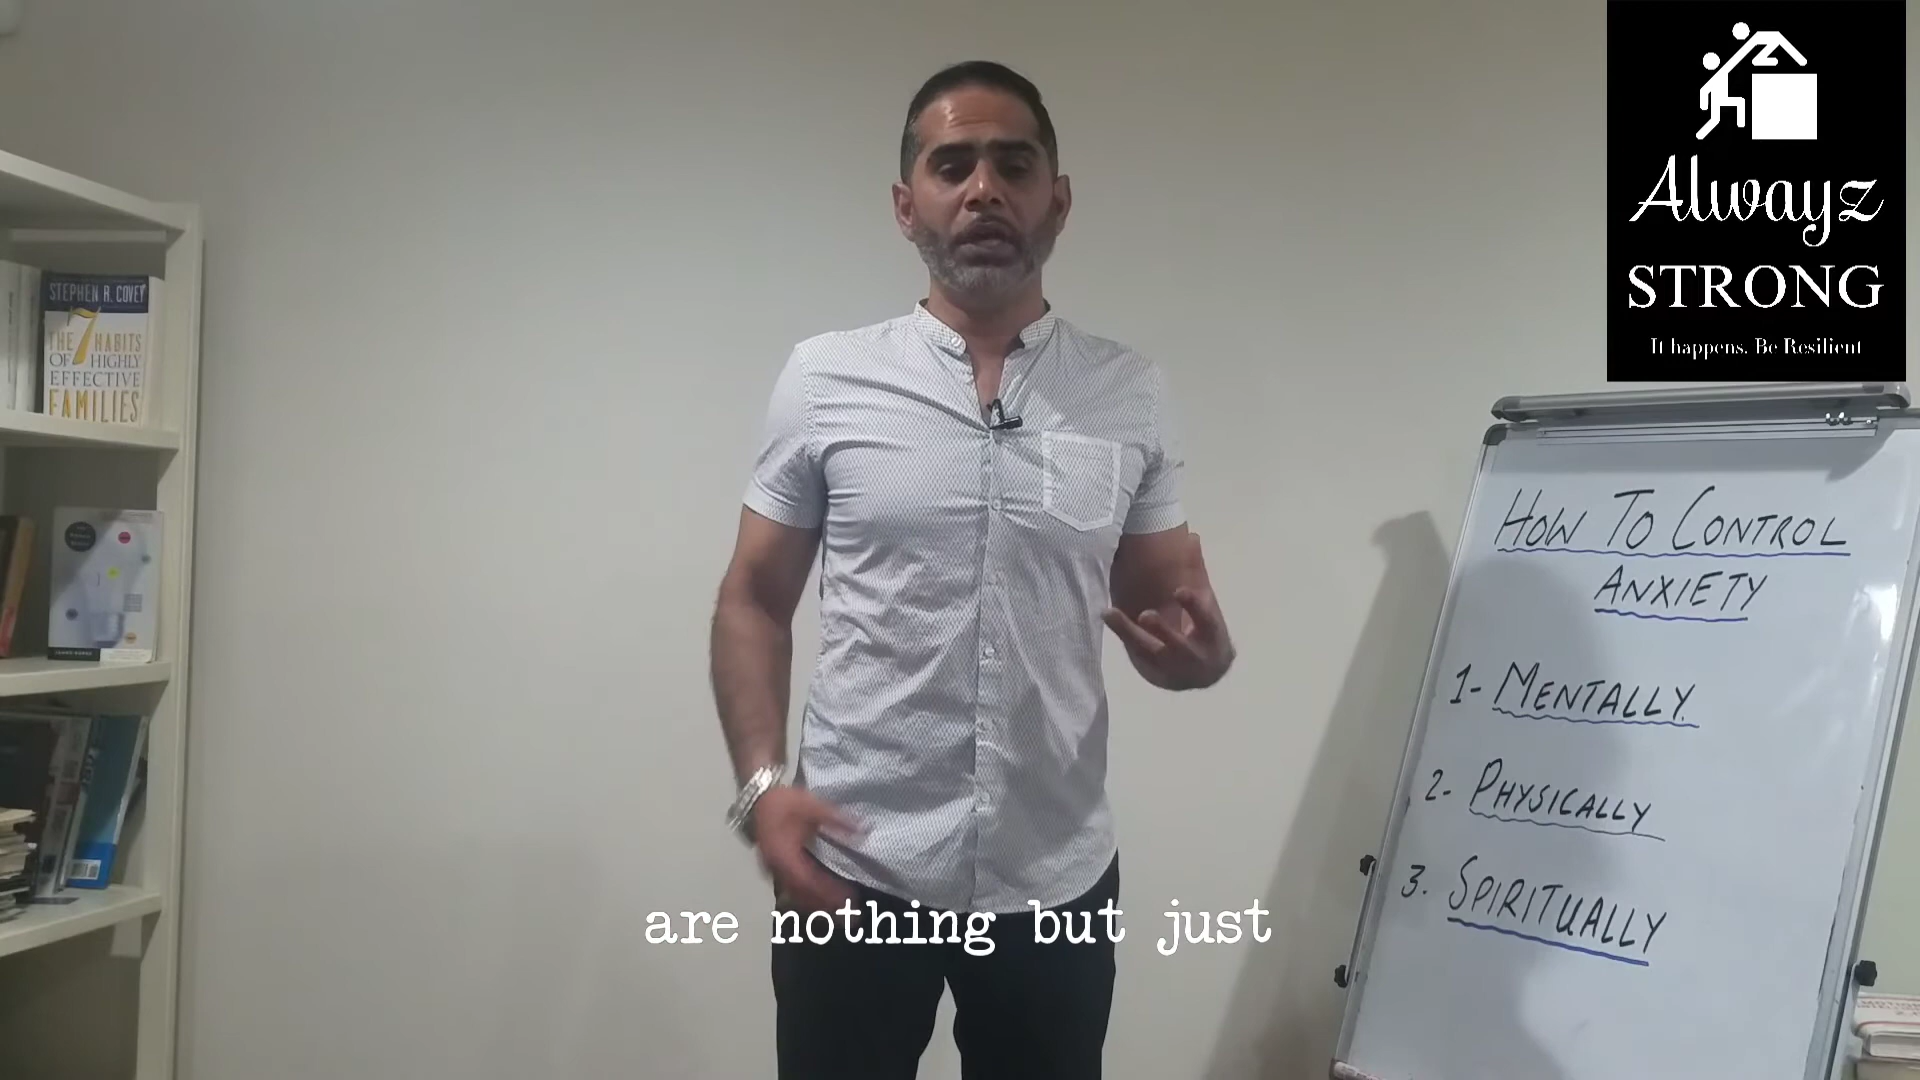 Alwayz
STRONG
It happens. Be Resilient
STEPHEN R. COVEY
THE 7 HABITS
OF HIGHLY
EFFECTIVE
FAMILIES
HOW TO CONTROL
ANXIETY
1- MENTALLY
2- PHYSICALLY
3. SPIRITUALLY
are nothing but just